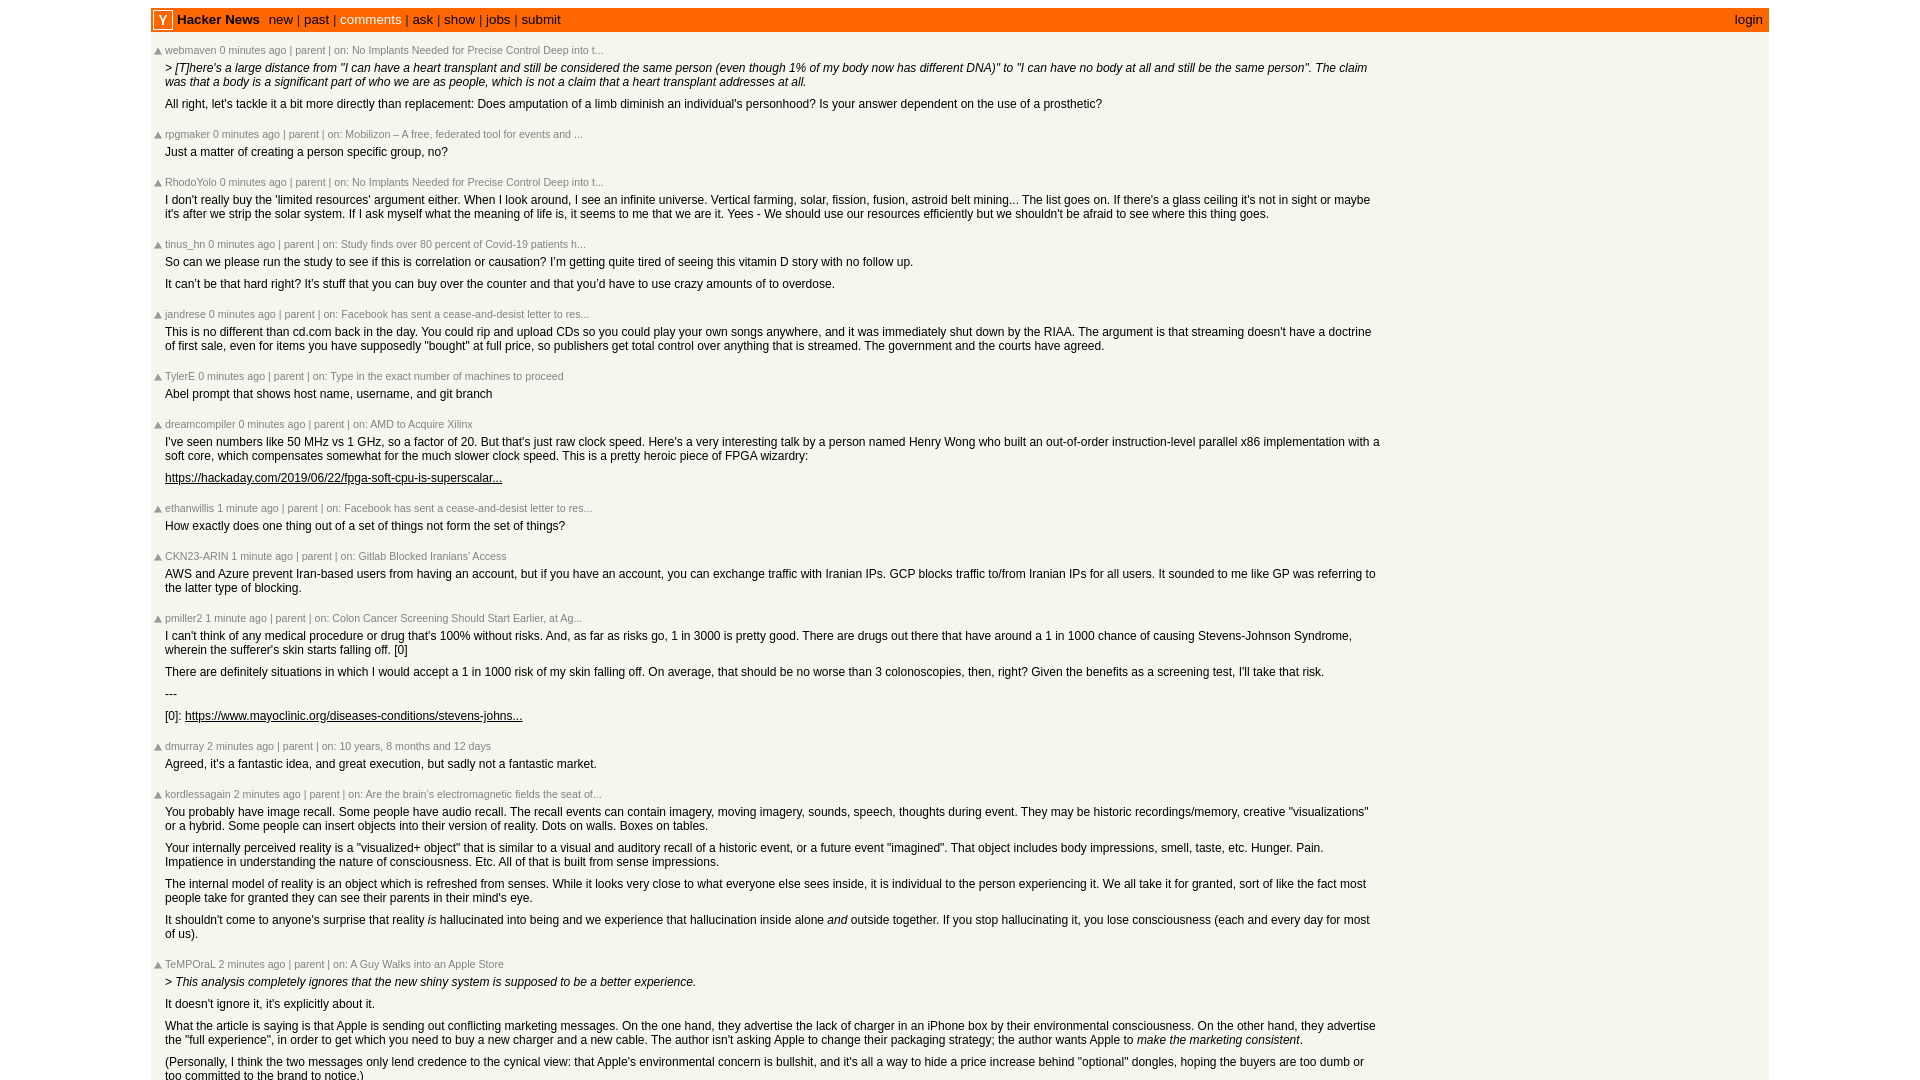 Y Hacker News new | past | comments | ask | show | jobs | submit login
webmaven 0 minutes ago | parent | on: No Implants Needed for Precise Control Deep into t...
> [T]here's a large distance from "I can have a heart transplant and still be considered the same person (even though 1% of my body now has different DNA)" to "I can have no body at all and still be the same person". The claim
was that a body is a significant part of who we are as people, which is not a claim that a heart transplant addresses at all.
All right, let's tackle it a bit more directly than replacement: Does amputation of a limb diminish an individual's personhood? Is your answer dependent on the use of a prosthetic?
rpgmaker 0 minutes ago | parent | on: Mobilizon – A free, federated tool for events and ...
Just a matter of creating a person specific group, no?
RhodoYolo 0 minutes ago | parent | on: No Implants Needed for Precise Control Deep into t...
I don't really buy the 'limited resources' argument either. When I look around, I see an infinite universe. Vertical farming, solar, fission, fusion, astroid belt mining... The list goes on. If there's a glass ceiling it's not in sight or maybe
it's after we strip the solar system. If I ask myself what the meaning of life is, it seems to me that we are it. Yees - We should use our resources efficiently but we shouldn't be afraid to see where this thing goes.
tinus_hn 0 minutes ago | parent | on: Study finds over 80 percent of Covid-19 patients h...
So can we please run the study to see if this is correlation or causation? I’m getting quite tired of seeing this vitamin D story with no follow up.
It can’t be that hard right? It’s stuff that you can buy over the counter and that you’d have to use crazy amounts of to overdose.
jandrese 0 minutes ago | parent | on: Facebook has sent a cease-and-desist letter to res...
This is no different than cd.com back in the day. You could rip and upload CDs so you could play your own songs anywhere, and it was immediately shut down by the RIAA. The argument is that streaming doesn't have a doctrine
of first sale, even for items you have supposedly "bought" at full price, so publishers get total control over anything that is streamed. The government and the courts have agreed.
TylerE 0 minutes ago | parent | on: Type in the exact number of machines to proceed
Abel prompt that shows host name, username, and git branch
dreamcompiler 0 minutes ago | parent | on: AMD to Acquire Xilinx
I've seen numbers like 50 MHz vs 1 GHz, so a factor of 20. But that's just raw clock speed. Here's a very interesting talk by a person named Henry Wong who built an out-of-order instruction-level parallel x86 implementation with a
soft core, which compensates somewhat for the much slower clock speed. This is a pretty heroic piece of FPGA wizardry:
https://hackaday.com/2019/06/22/fpga-soft-cpu-is-superscalar...
ethanwillis 1 minute ago | parent | on: Facebook has sent a cease-and-desist letter to res...
How exactly does one thing out of a set of things not form the set of things?
CKN23-ARIN 1 minute ago | parent | on: Gitlab Blocked Iranians’ Access
AWS and Azure prevent Iran-based users from having an account, but if you have an account, you can exchange traffic with Iranian IPs. GCP blocks traffic to/from Iranian IPs for all users. It sounded to me like GP was referring to
the latter type of blocking.
pmiller2 1 minute ago | parent | on: Colon Cancer Screening Should Start Earlier, at Ag...
I can't think of any medical procedure or drug that's 100% without risks. And, as far as risks go, 1 in 3000 is pretty good. There are drugs out there that have around a 1 in 1000 chance of causing Stevens-Johnson Syndrome,
wherein the sufferer's skin starts falling off. [0]
There are definitely situations in which I would accept a 1 in 1000 risk of my skin falling off. On average, that should be no worse than 3 colonoscopies, then, right? Given the benefits as a screening test, I'll take that risk.
---
[0]: https://www.mayoclinic.org/diseases-conditions/stevens-johns...
dmurray 2 minutes ago | parent | on: 10 years, 8 months and 12 days
Agreed, it's a fantastic idea, and great execution, but sadly not a fantastic market.
kordlessagain 2 minutes ago | parent | on: Are the brain’s electromagnetic fields the seat of...
You probably have image recall. Some people have audio recall. The recall events can contain imagery, moving imagery, sounds, speech, thoughts during event. They may be historic recordings/memory, creative "visualizations"
or a hybrid. Some people can insert objects into their version of reality. Dots on walls. Boxes on tables.
Your internally perceived reality is a "visualized+ object" that is similar to a visual and auditory recall of a historic event, or a future event "imagined". That object includes body impressions, smell, taste, etc. Hunger. Pain.
Impatience in understanding the nature of consciousness. Etc. All of that is built from sense impressions.
The internal model of reality is an object which is refreshed from senses. While it looks very close to what everyone else sees inside, it is individual to the person experiencing it. We all take it for granted, sort of like the fact most
people take for granted they can see their parents in their mind's eye.
It shouldn't come to anyone's surprise that reality is hallucinated into being and we experience that hallucination inside alone and outside together. If you stop hallucinating it, you lose consciousness (each and every day for most
of us).
TeMPOraL 2 minutes ago | parent | on: A Guy Walks into an Apple Store
> This analysis completely ignores that the new shiny system is supposed to be a better experience.
It doesn't ignore it, it's explicitly about it.
What the article is saying is that Apple is sending out conflicting marketing messages. On the one hand, they advertise the lack of charger in an iPhone box by their environmental consciousness. On the other hand, they advertise
the "full experience", in order to get which you need to buy a new charger and a new cable. The author isn't asking Apple to change their packaging strategy; the author wants Apple to make the marketing consistent.
(Personally, I think the two messages only lend credence to the cynical view: that Apple's environmental concern is bullshit, and it's all a way to hide a price increase behind "optional" dongles, hoping the buyers are too dumb or
too committed to the brand to notice.)